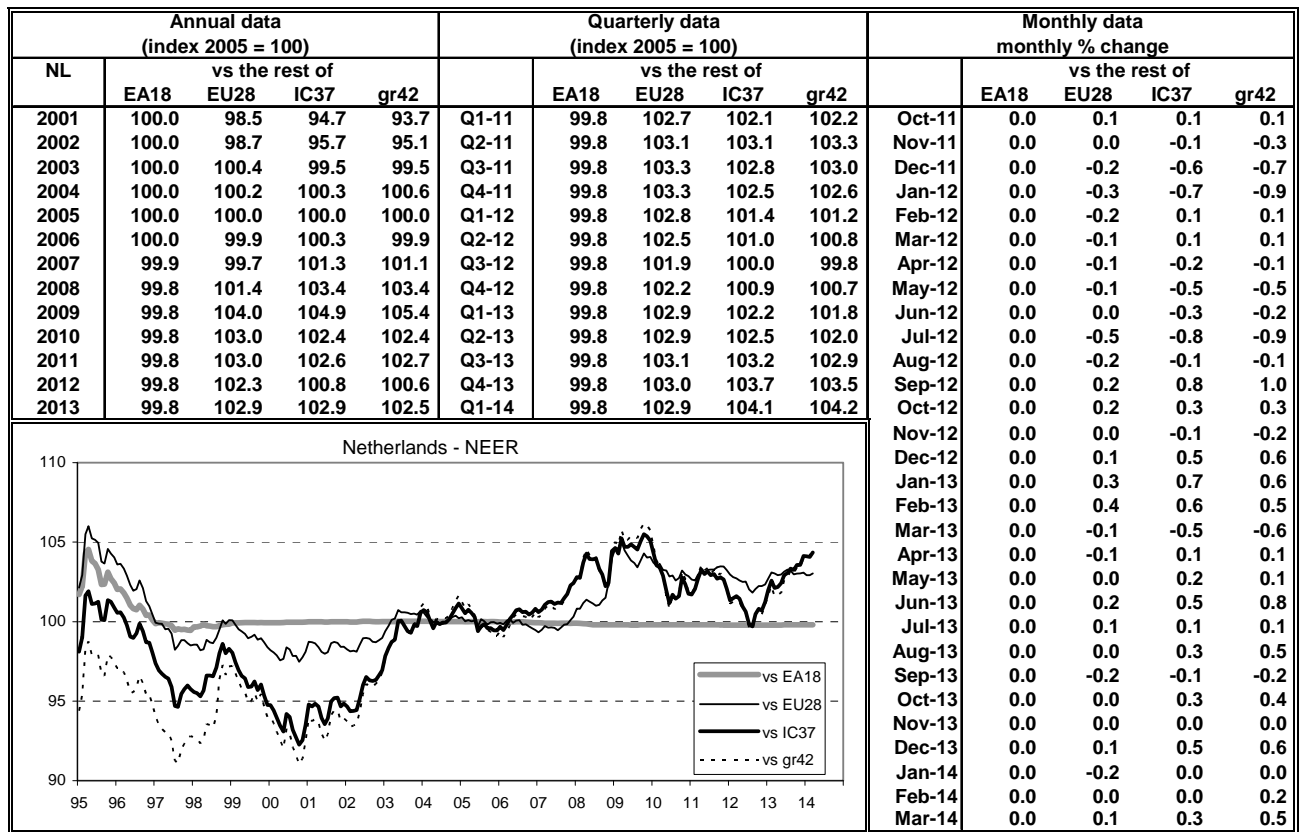 Annual data Quarterly data Monthly data
(index 2005 = 100) (index 2005 = 100) monthly % change
NL vs the rest of vs the rest of vs the rest of
EA18 EU28 IC37 gr42 EA18 EU28 IC37 gr42 EA18 EU28 IC37 gr42
2001 100.0 98.5 94.7 93.7 Q1-11 99.8 102.7 102.1 102.2 Oct-11 0.0 0.1 0.1 0.1
2002 100.0 98.7 95.7 95.1 Q2-11 99.8 103.1 103.1 103.3 Nov-11 0.0 0.0 -0.1 -0.3
2003 100.0 100.4 99.5 99.5 Q3-11 99.8 103.3 102.8 103.0 Dec-11 0.0 -0.2 -0.6 -0.7
2004 100.0 100.2 100.3 100.6 Q4-11 99.8 103.3 102.5 102.6 Jan-12 0.0 -0.3 -0.7 -0.9
2005 100.0 100.0 100.0 100.0 Q1-12 99.8 102.8 101.4 101.2 Feb-12 0.0 -0.2 0.1 0.1
2006 100.0 99.9 100.3 99.9 Q2-12 99.8 102.5 101.0 100.8 Mar-12 0.0 -0.1 0.1 0.1
2007 99.9 99.7 101.3 101.1 Q3-12 99.8 101.9 100.0 99.8 Apr-12 0.0 -0.1 -0.2 -0.1
2008 99.8 101.4 103.4 103.4 Q4-12 99.8 102.2 100.9 100.7 May-12 0.0 -0.1 -0.5 -0.5
2009 99.8 104.0 104.9 105.4 Q1-13 99.8 102.9 102.2 101.8 Jun-12 0.0 0.0 -0.3 -0.2
2010 99.8 103.0 102.4 102.4 Q2-13 99.8 102.9 102.5 102.0 Jul-12 0.0 -0.5 -0.8 -0.9
2011 99.8 103.0 102.6 102.7 Q3-13 99.8 103.1 103.2 102.9 Aug-12 0.0 -0.2 -0.1 -0.1
2012 99.8 102.3 100.8 100.6 Q4-13 99.8 103.0 103.7 103.5 Sep-12 0.0 0.2 0.8 1.0
2013 99.8 102.9 102.9 102.5 Q1-14 99.8 102.9 104.1 104.2 Oct-12 0.0 0.2 0.3 0.3
Nov-12 0.0 0.0 -0.1 -0.2
Dec-12 0.0 0.1 0.5 0.6
Jan-13 0.0 0.3 0.7 0.6
Feb-13 0.0 0.4 0.6 0.5
Mar-13 0.0 -0.1 -0.5 -0.6
Apr-13 0.0 -0.1 0.1 0.1
May-13 0.0 0.0 0.2 0.1
Jun-13 0.0 0.2 0.5 0.8
Jul-13 0.0 0.1 0.1 0.1
Aug-13 0.0 0.0 0.3 0.5
Sep-13 0.0 -0.2 -0.1 -0.2
Oct-13 0.0 0.0 0.3 0.4
Nov-13 0.0 0.0 0.0 0.0
Dec-13 0.0 0.1 0.5 0.6
Jan-14 0.0 -0.2 0.0 0.0
Feb-14 0.0 0.0 0.0 0.2
Mar-14 0.0 0.1 0.3 0.5
Netherlands - NEER
110
105
100
95
90
vs EA18
vs EU28
vs IC37
vs gr42
95 96 97 98 99 00 01 02 03 04 05 06 07 08 09 10 11 12 13 14